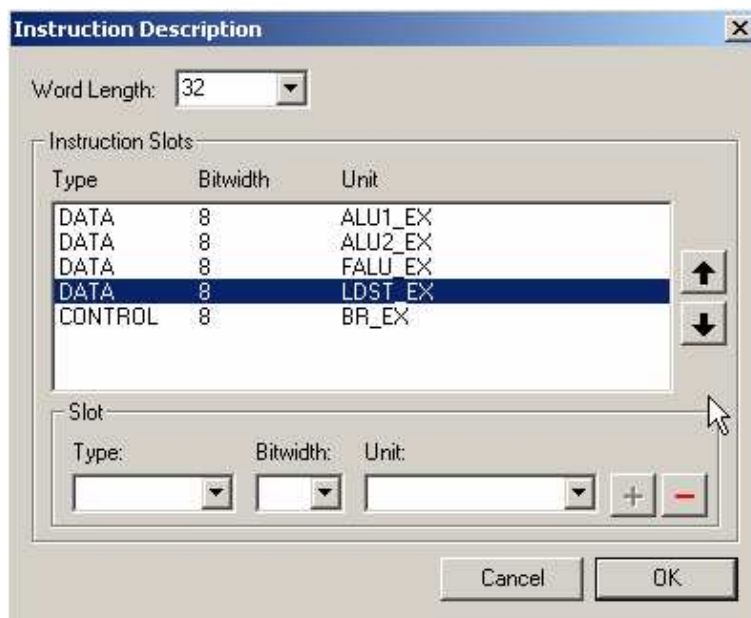 Instruction Description
Word Length: 32
Instruction Slots
Type Bitwidth Unit
DATA 8 ALU1_EX
DATA 8 ALU2_EX
DATA 8 FALU_EX
DATA 8 LDST_EX
CONTROL 8 BR_EX
Slot
Type: Bitwidth: Unit:
Cancel OK